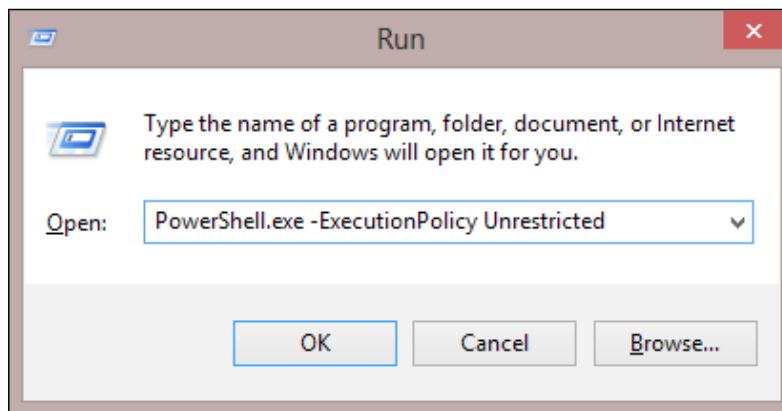 Run
Type the name of a program, folder, document, or Internet
resource, and Windows will open it for you.
Open: PowerShell.exe -ExecutionPolicy Unrestricted
OK Cancel Browse...